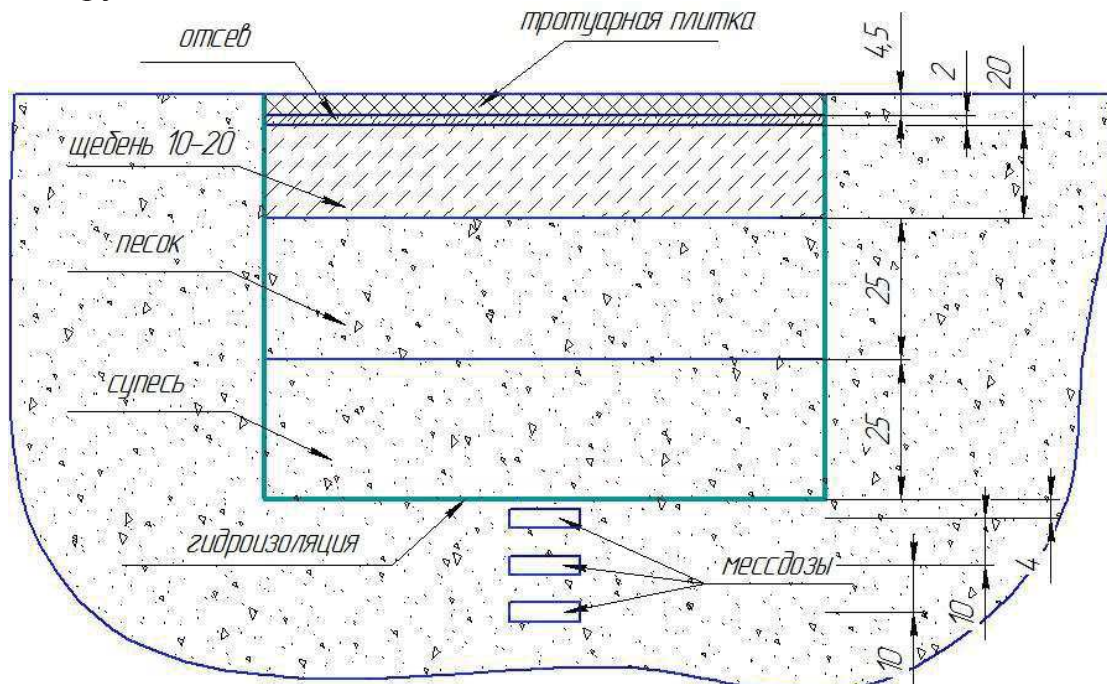 отсев
тротуарная плитка
4,5
2
20
щебень 10-20
песок
25
супесь
25
гидроизоляция
мессдозы
4
10
10